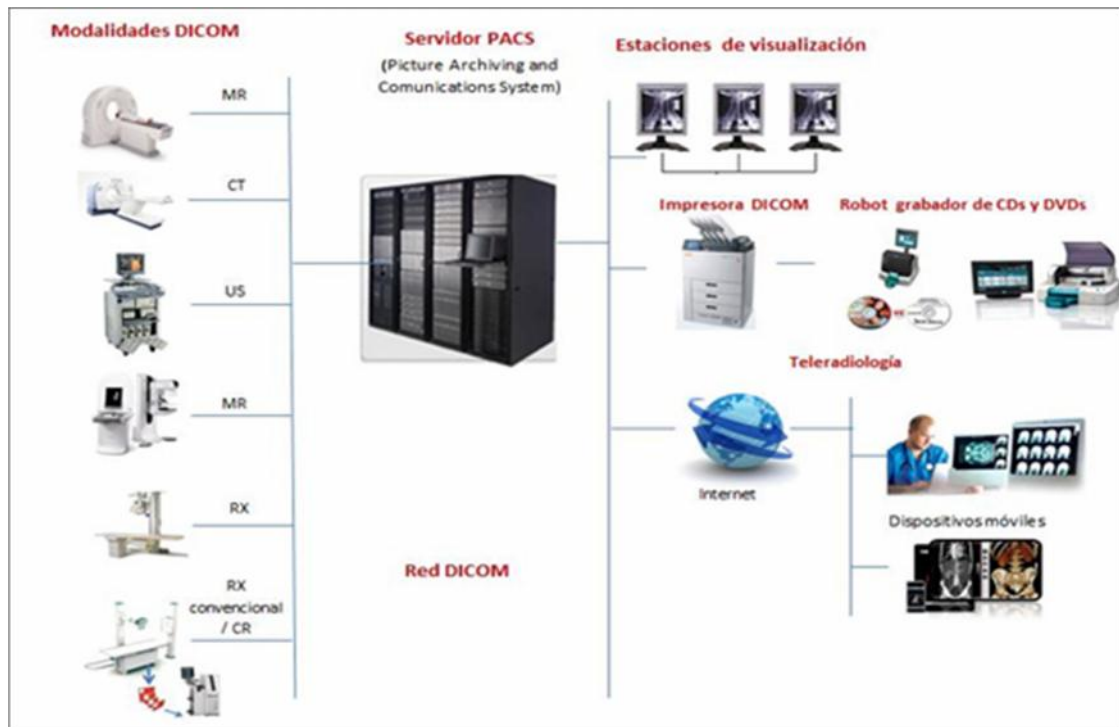 Modalidades DICOM
MR
CT
US
MR
RX
RX
convencional
/ CR
Servidor PACS
(Picture Archiving and
Comunications System)
Red DICOM
Estaciones de visualización
Impresora DICOM
Robot grabador de CDs y DVDs
Teleradiología
Internet
Dispositivos móviles